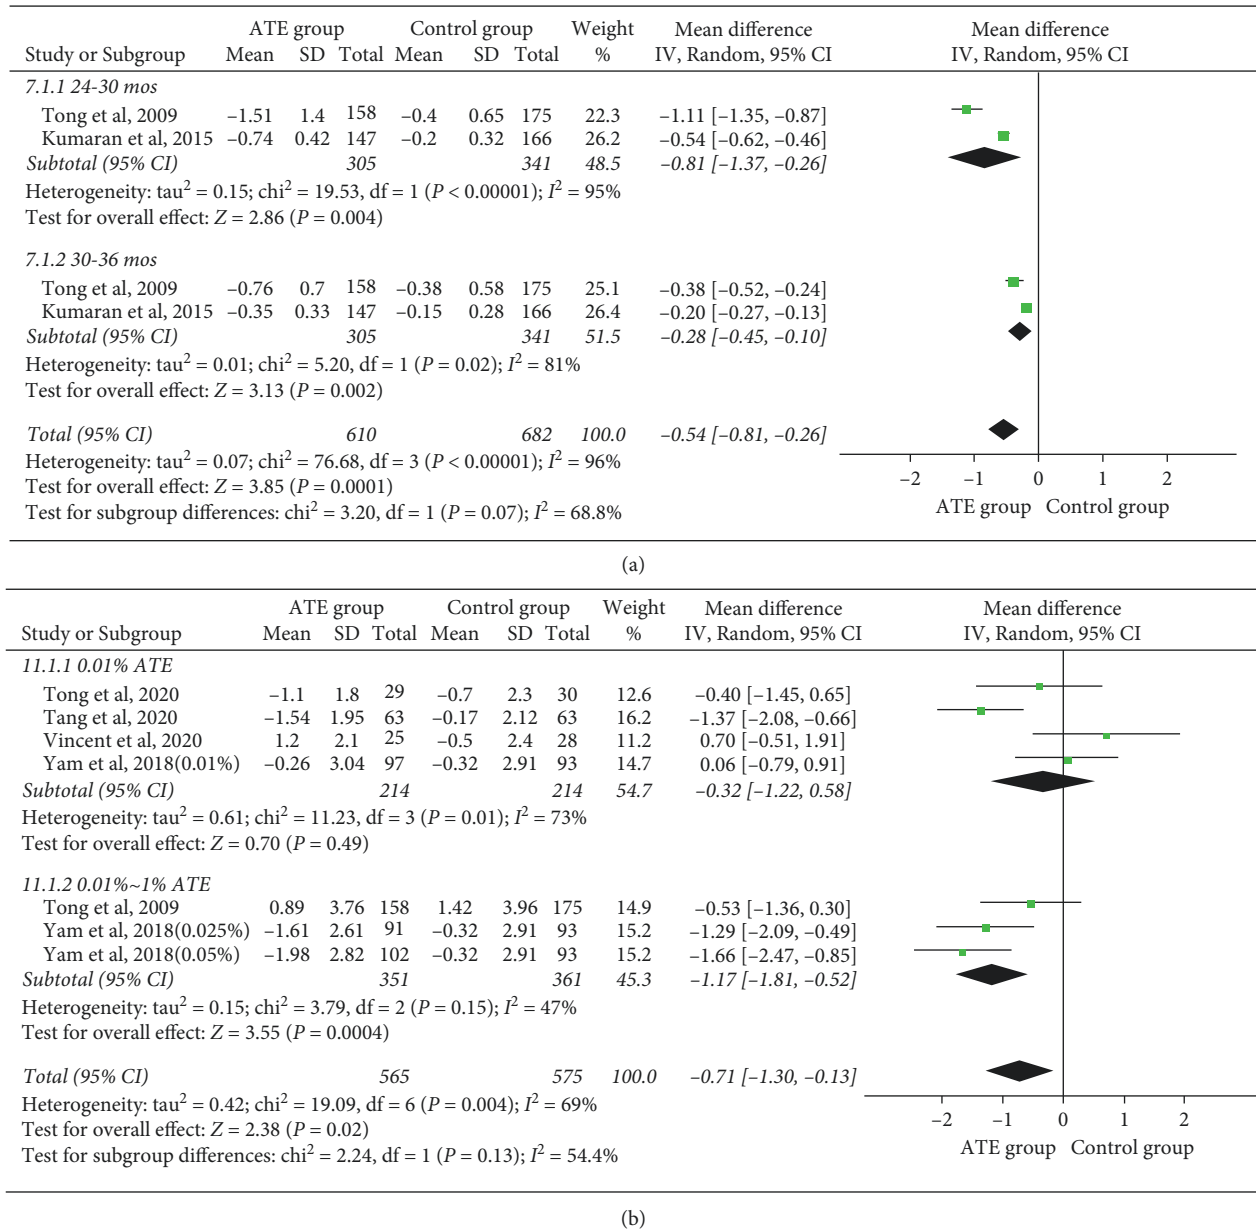 ATE group Control group Weight Mean difference Mean difference
Study or Subgroup Mean SD Total Mean SD Total % IV, Random, 95% CI IV, Random, 95% CI
7.1.1 24-30 mos
Tong et al, 2009 −1.51 1.4 158 −0.4 0.65 175 22.3 −1.11 [−1.35, −0.87]
Kumaran et al, 2015 −0.74 0.42 147 −0.2 0.32 166 26.2 −0.54 [−0.62, −0.46]
Subtotal (95% CI) 305 341 48.5 −0.81 [−1.37, −0.26]
Heterogeneity: tau² = 0.15; chi² = 19.53, df = 1 (P < 0.00001); I² = 95%
Test for overall effect: Z = 2.86 (P = 0.004)
7.1.2 30-36 mos
Tong et al, 2009 −0.76 0.7 158 −0.38 0.58 175 25.1 −0.38 [−0.52, −0.24]
Kumaran et al, 2015 −0.35 0.33 147 −0.15 0.28 166 26.4 −0.20 [−0.27, −0.13]
Subtotal (95% CI) 305 341 51.5 −0.28 [−0.45, −0.10]
Heterogeneity: tau² = 0.01; chi² = 5.20, df = 1 (P = 0.02); I² = 81%
Test for overall effect: Z = 3.13 (P = 0.002)
Total (95% CI) 610 682 100.0 −0.54 [−0.81, −0.26]
Heterogeneity: tau² = 0.07; chi² = 76.68, df = 3 (P < 0.00001); I² = 96%
Test for overall effect: Z = 3.85 (P = 0.0001)
Test for subgroup differences: chi² = 3.20, df = 1 (P = 0.07); I² = 68.8%
−2 −1 0 1 2
ATE group Control group
(a)
ATE group Control group Weight Mean difference Mean difference
Study or Subgroup Mean SD Total Mean SD Total % IV, Random, 95% CI IV, Random, 95% CI
11.1.1 0.01% ATE
Tong et al, 2020 −1.1 1.8 29 −0.7 2.3 30 12.6 −0.40 [−1.45, 0.65]
Tang et al, 2020 −1.54 1.95 63 −0.17 2.12 63 16.2 −1.37 [−2.08, −0.66]
Vincent et al, 2020 1.2 2.1 25 −0.5 2.4 28 11.2 0.70 [−0.51, 1.91]
Yam et al, 2018(0.01%) −0.26 3.04 97 −0.32 2.91 93 14.7 0.06 [−0.79, 0.91]
Subtotal (95% CI) 214 214 54.7 −0.32 [−1.22, 0.58]
Heterogeneity: tau² = 0.61; chi² = 11.23, df = 3 (P = 0.01); I² = 73%
Test for overall effect: Z = 0.70 (P = 0.49)
11.1.2 0.01%~1% ATE
Tong et al, 2009 0.89 3.76 158 1.42 3.96 175 14.9 −0.53 [−1.36, 0.30]
Yam et al, 2018(0.025%) −1.61 2.61 91 −0.32 2.91 93 15.2 −1.29 [−2.09, −0.49]
Yam et al, 2018(0.05%) −1.98 2.82 102 −0.32 2.91 93 15.2 −1.66 [−2.47, −0.85]
Subtotal (95% CI) 351 361 45.3 −1.17 [−1.81, −0.52]
Heterogeneity: tau² = 0.15; chi² = 3.79, df = 2 (P = 0.15); I² = 47%
Test for overall effect: Z = 3.55 (P = 0.0004)
Total (95% CI) 565 575 100.0 −0.71 [−1.30, −0.13]
Heterogeneity: tau² = 0.42; chi² = 19.09, df = 6 (P = 0.004); I² = 69%
Test for overall effect: Z = 2.38 (P = 0.02)
Test for subgroup differences: chi² = 2.24, df = 1 (P = 0.13); I² = 54.4%
−2 −1 0 1 2
ATE group Control group
(b)